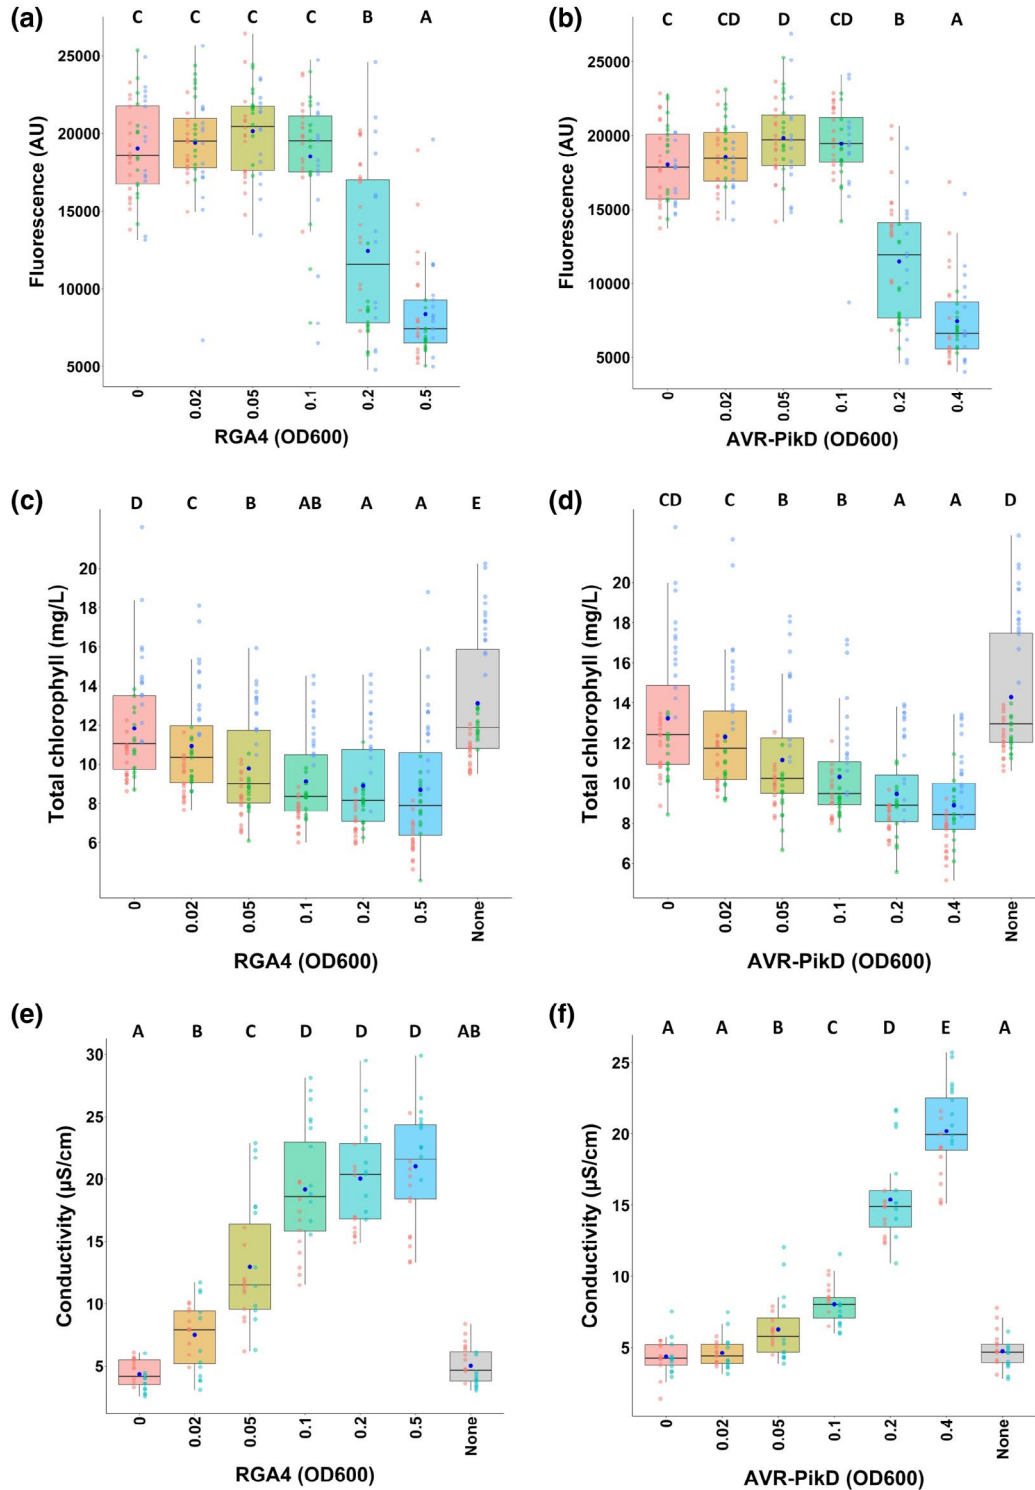 (a)
C C C C B A
Fluorescence (AU)
25000
20000
15000
10000
5000
0 0.02 0.05 0.1 0.2 0.5
RGA4 (OD600)
(b)
C CD D CD B A
Fluorescence (AU)
25000
20000
15000
10000
5000
0 0.02 0.05 0.1 0.2 0.4
AVR-PikD (OD600)
(c)
D C B AB A A E
Total chlorophyll (mg/L)
20
18
16
14
12
10
8
6
0 0.02 0.05 0.1 0.2 0.5 None
RGA4 (OD600)
(d)
CD C B B A A D
Total chlorophyll (mg/L)
20
18
16
14
12
10
8
6
0 0.02 0.05 0.1 0.2 0.4 None
AVR-PikD (OD600)
(e)
A B C D D D AB
Conductivity (µS/cm)
30
25
20
15
10
5
0 0.02 0.05 0.1 0.2 0.5 None
RGA4 (OD600)
(f)
A A B C D E A
Conductivity (µS/cm)
25
20
15
10
5
0 0.02 0.05 0.1 0.2 0.4 None
AVR-PikD (OD600)